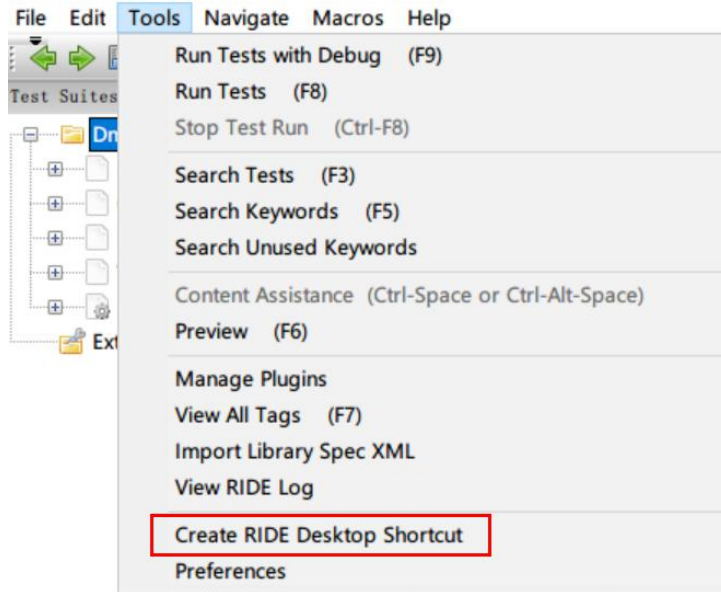 File Edit Tools Navigate Macros Help
Test Suites
Run Tests with Debug (F9)
Run Tests (F8)
Stop Test Run (Ctrl-F8)
Search Tests (F3)
Search Keywords (F5)
Search Unused Keywords
Content Assistance (Ctrl-Space or Ctrl-Alt-Space)
Preview (F6)
Manage Plugins
View All Tags (F7)
Import Library Spec XML
View RIDE Log
Create RIDE Desktop Shortcut
Preferences